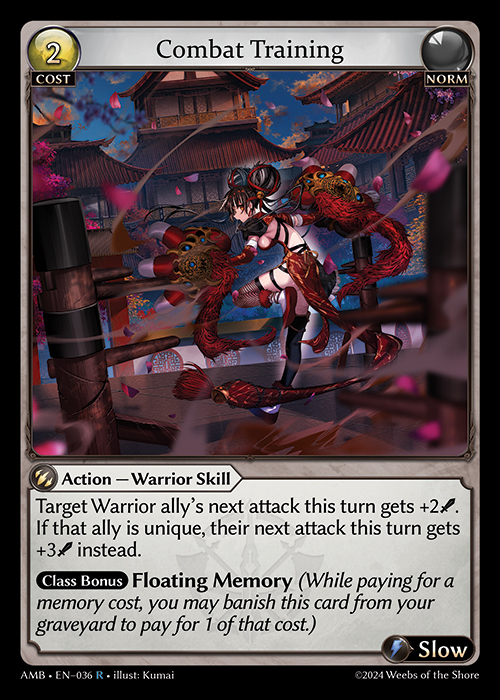 2
Combat Training
COST
NORM
Action — Warrior Skill
Target Warrior ally's next attack this turn gets +2.
If that ally is unique, their next attack this turn gets
+3 instead.
Class Bonus Floating Memory (While paying for a
memory cost, you may banish this card from your
graveyard to pay for 1 of that cost.)
Slow
AMB • EN-036 R • illust: Kumai
©2024 Weebs of the Shore